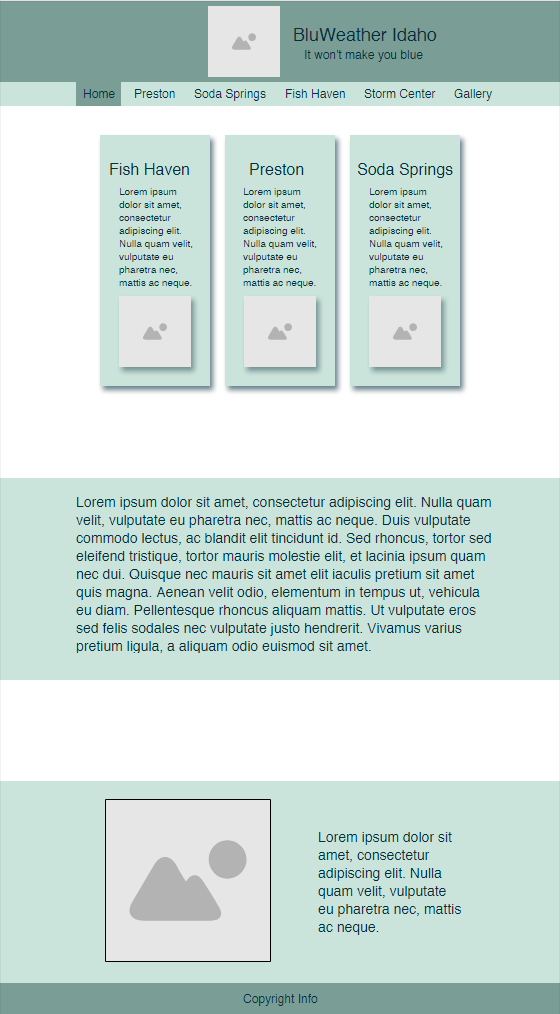 BluWeather Idaho
It won't make you blue
Home Preston Soda Springs Fish Haven Storm Center Gallery
Fish Haven
Lorem ipsum
dolor sit amet,
consectetur
adipiscing elit.
Nulla quam velit,
vulputate eu
pharetra nec,
mattis ac neque.
Preston
Lorem ipsum
dolor sit amet,
consectetur
adipiscing elit.
Nulla quam velit,
vulputate eu
pharetra nec,
mattis ac neque.
Soda Springs
Lorem ipsum
dolor sit amet,
consectetur
adipiscing elit.
Nulla quam velit,
vulputate eu
pharetra nec,
mattis ac neque.
Lorem ipsum dolor sit amet, consectetur adipiscing elit. Nulla quam
velit, vulputate eu pharetra nec, mattis ac neque. Duis vulputate
commodo lectus, ac blandit elit tincidunt id. Sed rhoncus, tortor sed
eleifend tristique, tortor mauris molestie elit, et lacinia ipsum quam
nec dui. Quisque nec mauris sit amet elit iaculis pretium sit amet
quis magna. Aenean velit odio, elementum in tempus ut, vehicula
eu diam. Pellentesque rhoncus aliquam mattis. Ut vulputate eros
sed felis sodales nec vulputate justo hendrerit. Vivamus varius
pretium ligula, a aliquam odio euismod sit amet.
Lorem ipsum dolor sit
amet, consectetur
adipiscing elit. Nulla
quam velit, vulputate
eu pharetra nec, mattis
ac neque.
Copyright Info